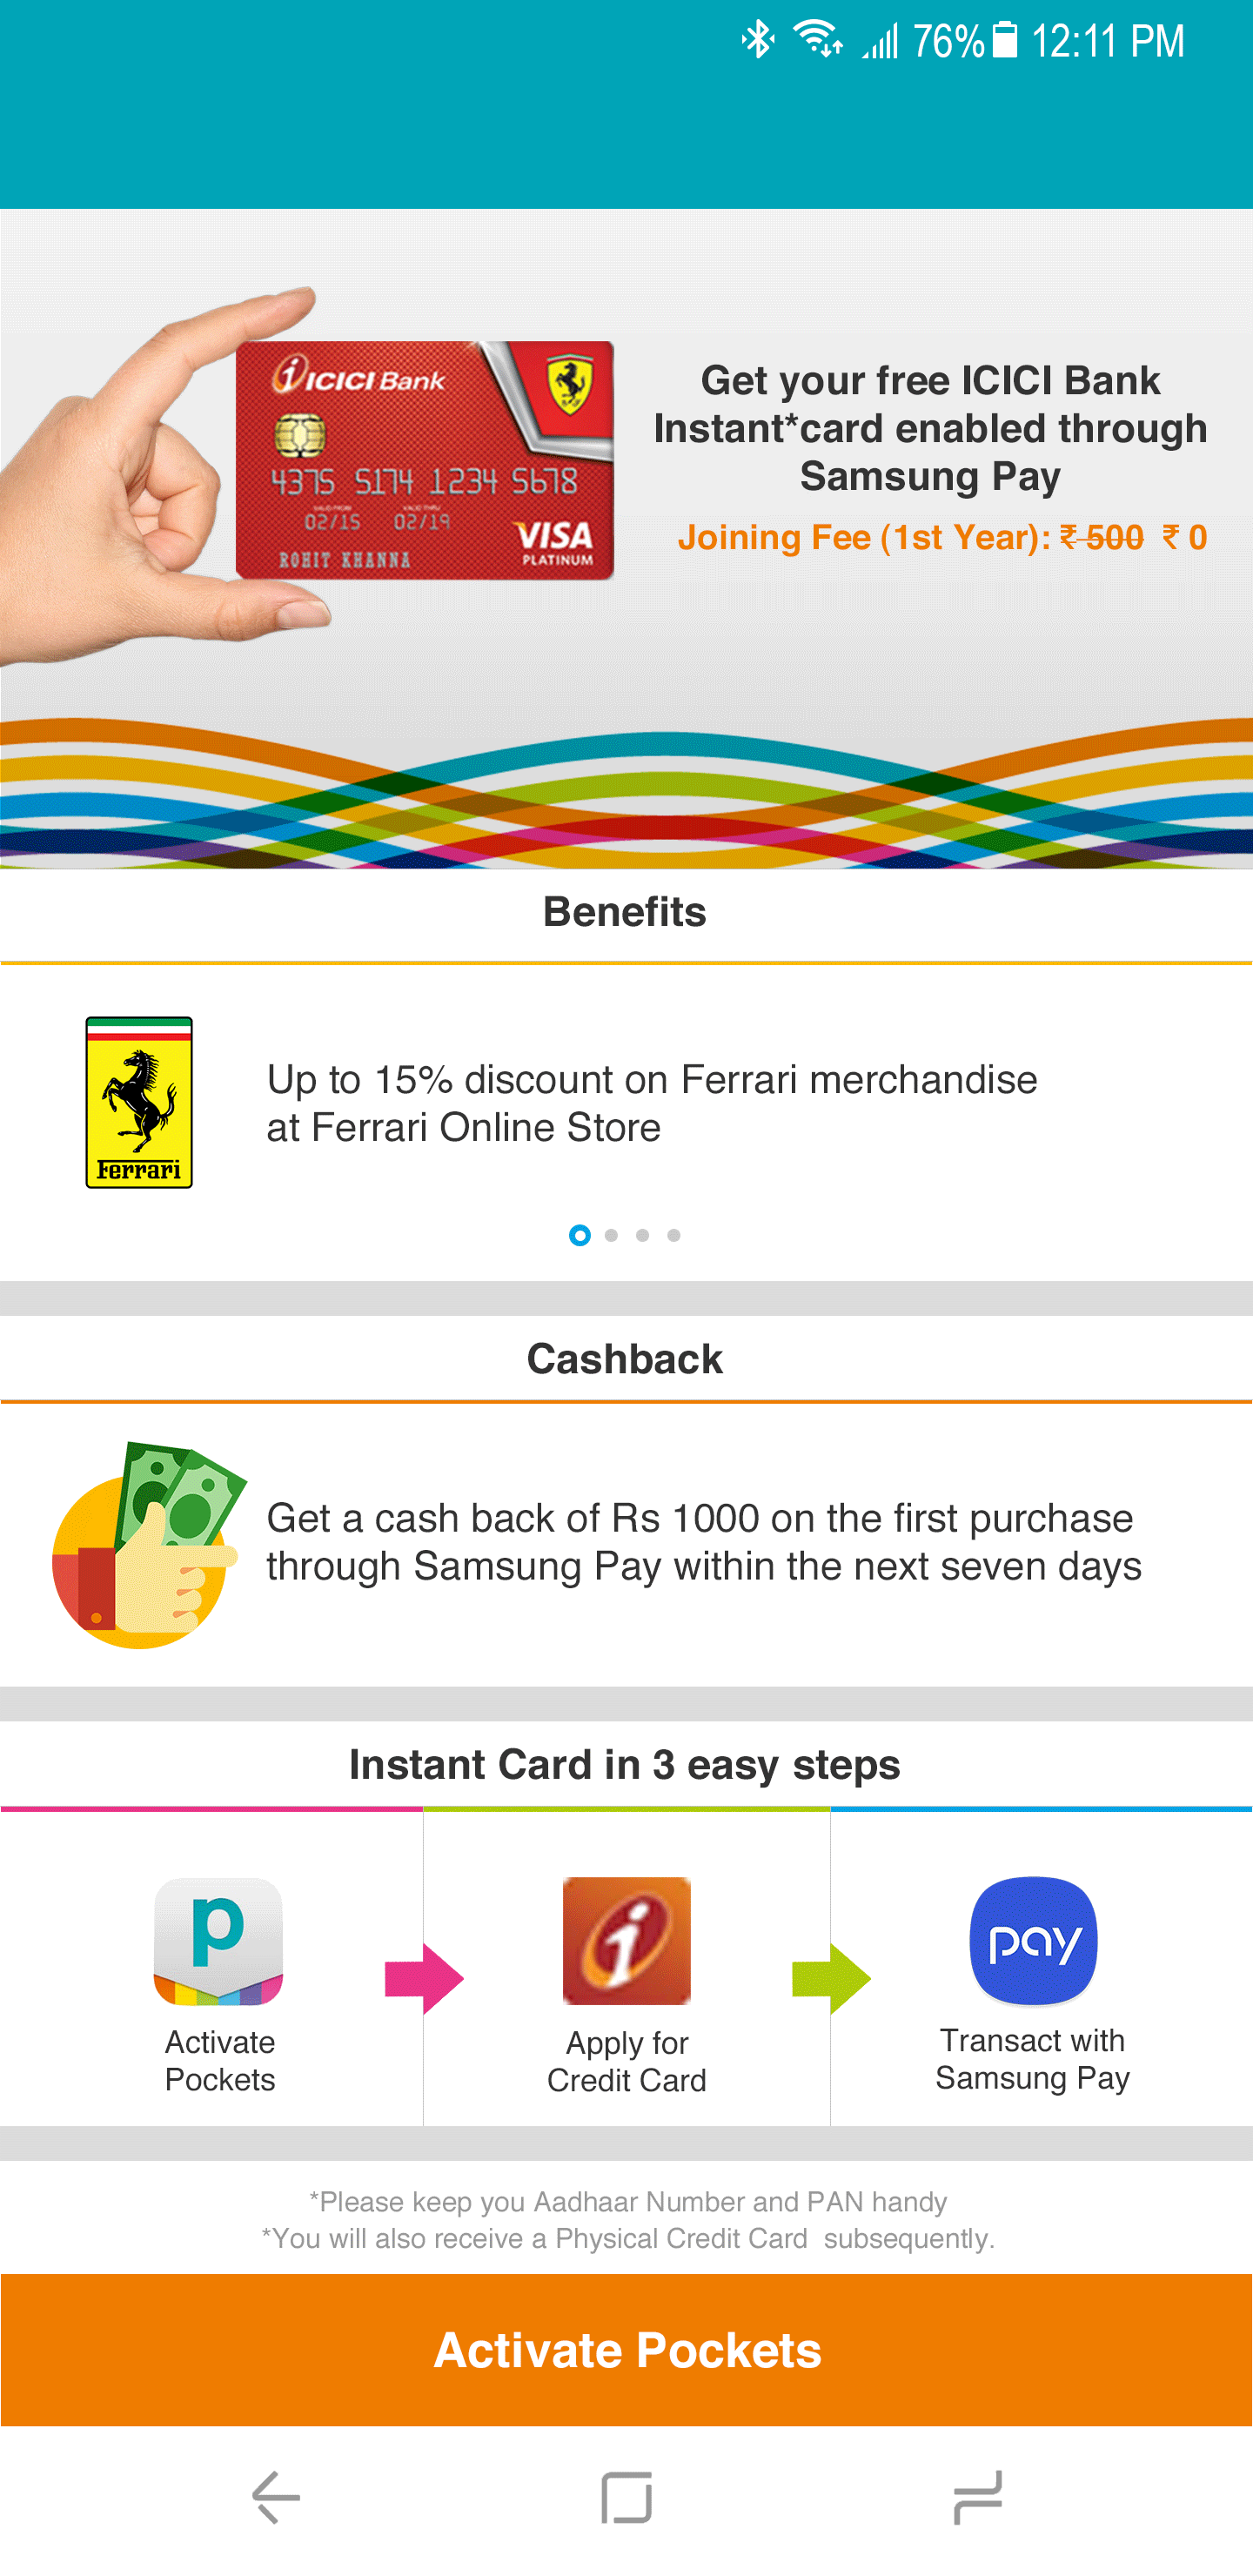 76% 12:11 PM
ICICI Bank
4375 5174 1234 5678
VALID FROM VALID THRU
02/15 02/19
VISA
PLATINUM
ROHIT KHANNA
Get your free ICICI Bank
Instant*card enabled through
Samsung Pay
Joining Fee (1st Year): ₹ 500 ₹ 0
Benefits
Ferrari
Up to 15% discount on Ferrari merchandise
at Ferrari Online Store
Cashback
Get a cash back of Rs 1000 on the first purchase
through Samsung Pay within the next seven days
Instant Card in 3 easy steps
p
i
pay
Activate
Pockets
Apply for
Credit Card
Transact with
Samsung Pay
*Please keep you Aadhaar Number and PAN handy
*You will also receive a Physical Credit Card subsequently.
Activate Pockets